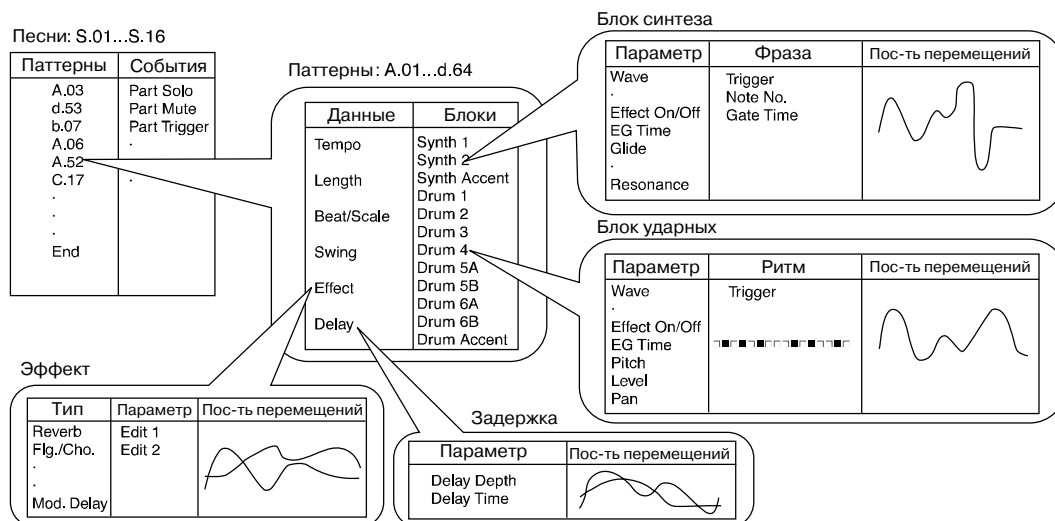 Песни: S.01...S.16
Паттерны События
A.03 Part Solo
d.53 Part Mute
b.07 Part Trigger
A.06 .
A.52
C.17 .
.
.
.
End
Паттерны: A.01...d.64
Данные Блоки
Tempo
Length
Beat/Scale
Swing
Effect
Delay
Synth 1
Synth 2
Synth Accent
Drum 1
Drum 2
Drum 3
Drum 4
Drum 5A
Drum 5B
Drum 6A
Drum 6B
Drum Accent
Блок синтеза
Параметр Фраза Пос-ть перемещений
Wave
.
Effect On/Off
EG Time
Glide
.
Resonance
Trigger
Note No.
Gate Time
Блок ударных
Параметр Ритм Пос-ть перемещений
Wave
.
Effect On/Off
EG Time
Pitch
Level
Pan
Trigger
Эффект
Тип Параметр Пос-ть перемещений
Reverb Edit 1
Flg./Cho. Edit 2
.
.
Mod. Delay
Задержка
Параметр Пос-ть перемещений
Delay Depth
Delay Time